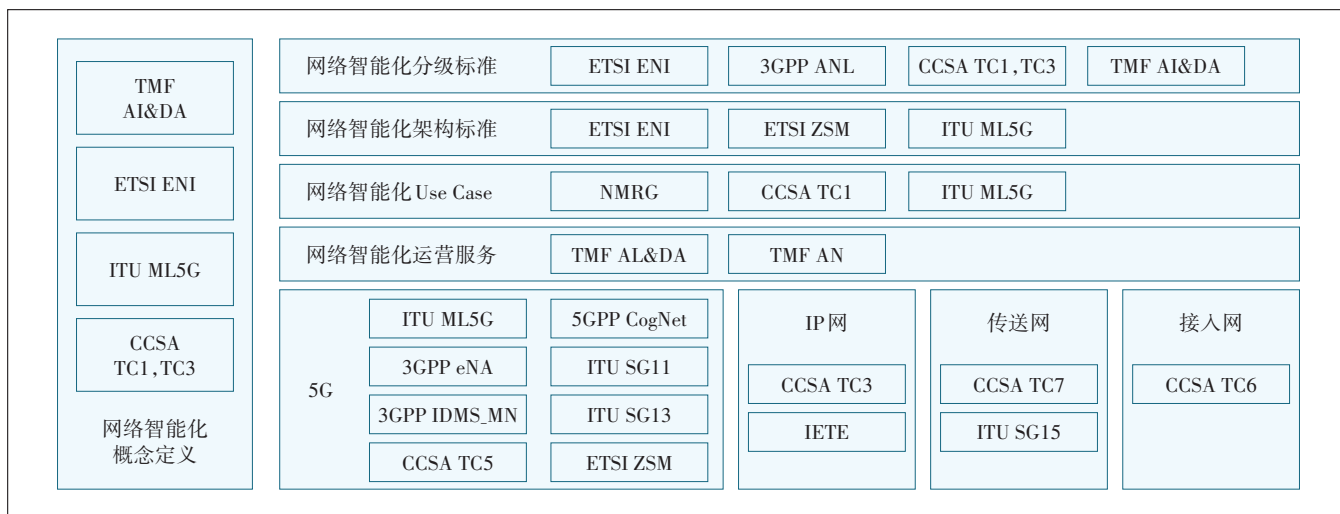 TMF
AI&DA
ETSI ENI
ITU ML5G
CCSA
TC1,TC3
网络智能化
概念定义
网络智能化分级标准
ETSI ENI
3GPP ANL
CCSA TC1,TC3
TMF AI&DA
网络智能化架构标准
ETSI ENI
ETSI ZSM
ITU ML5G
网络智能化Use Case
NMRG
CCSA TC1
ITU ML5G
网络智能化运营服务
TMF AL&DA
TMF AN
5G
ITU ML5G
5GPP CogNet
3GPP eNA
ITU SG11
3GPP IDMS_MN
ITU SG13
CCSA TC5
ETSI ZSM
IP网
CCSA TC3
IETE
传送网
CCSA TC7
ITU SG15
接入网
CCSA TC6